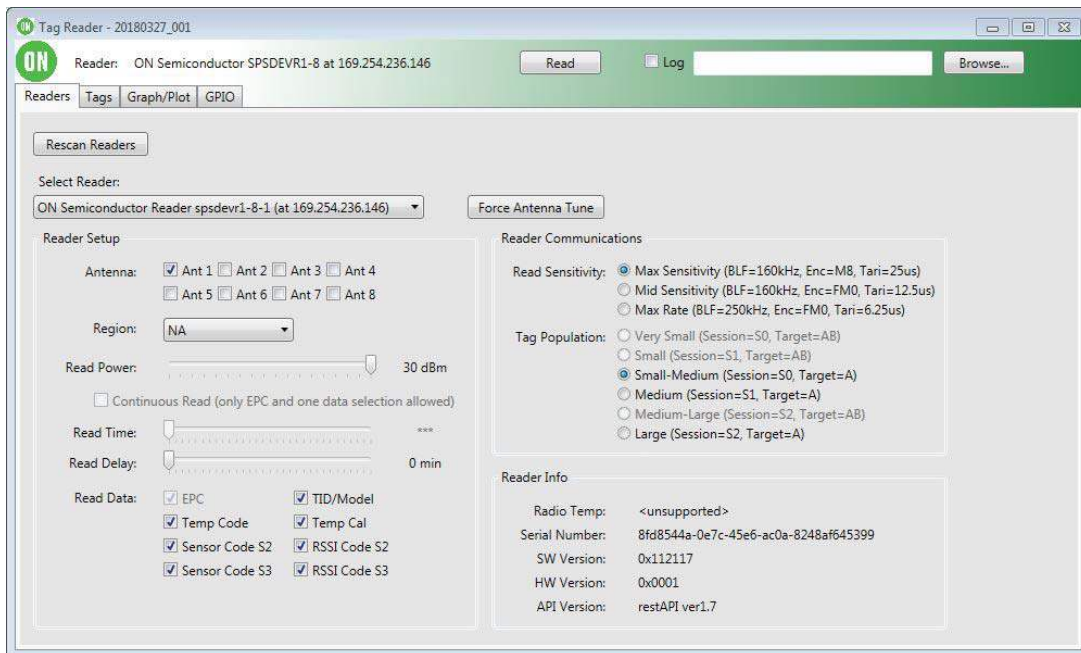 ON Tag Reader - 20180327_001
ON Reader: ON Semiconductor SPSDEVR1-8 at 169.254.236.146 Read Log Browse...
Readers Tags Graph/Plot GPIO
Rescan Readers
Select Reader:
ON Semiconductor Reader spsdevr1-8-1 (at 169.254.236.146) Force Antenna Tune
Reader Setup
Antenna: Ant 1 Ant 2 Ant 3 Ant 4
Ant 5 Ant 6 Ant 7 Ant 8
Region: NA
Read Power: 30 dBm
Continuous Read (only EPC and one data selection allowed)
Read Time: ***
Read Delay: 0 min
Read Data: EPC TID/Model
Temp Code Temp Cal
Sensor Code S2 RSSI Code S2
Sensor Code S3 RSSI Code S3
Reader Communications
Read Sensitivity: Max Sensitivity (BLF=160kHz, Enc=M8, Tari=25us)
Mid Sensitivity (BLF=160kHz, Enc=FM0, Tari=12.5us)
Max Rate (BLF=250kHz, Enc=FM0, Tari=6.25us)
Tag Population: Very Small (Session=S0, Target=AB)
Small (Session=S1, Target=AB)
Small-Medium (Session=S0, Target=A)
Medium (Session=S1, Target=A)
Medium-Large (Session=S2, Target=AB)
Large (Session=S2, Target=A)
Reader Info
Radio Temp: <unsupported>
Serial Number: 8fd8544a-0e7c-45e6-ac0a-8248af645399
SW Version: 0x112117
HW Version: 0x0001
API Version: restAPI ver1.7